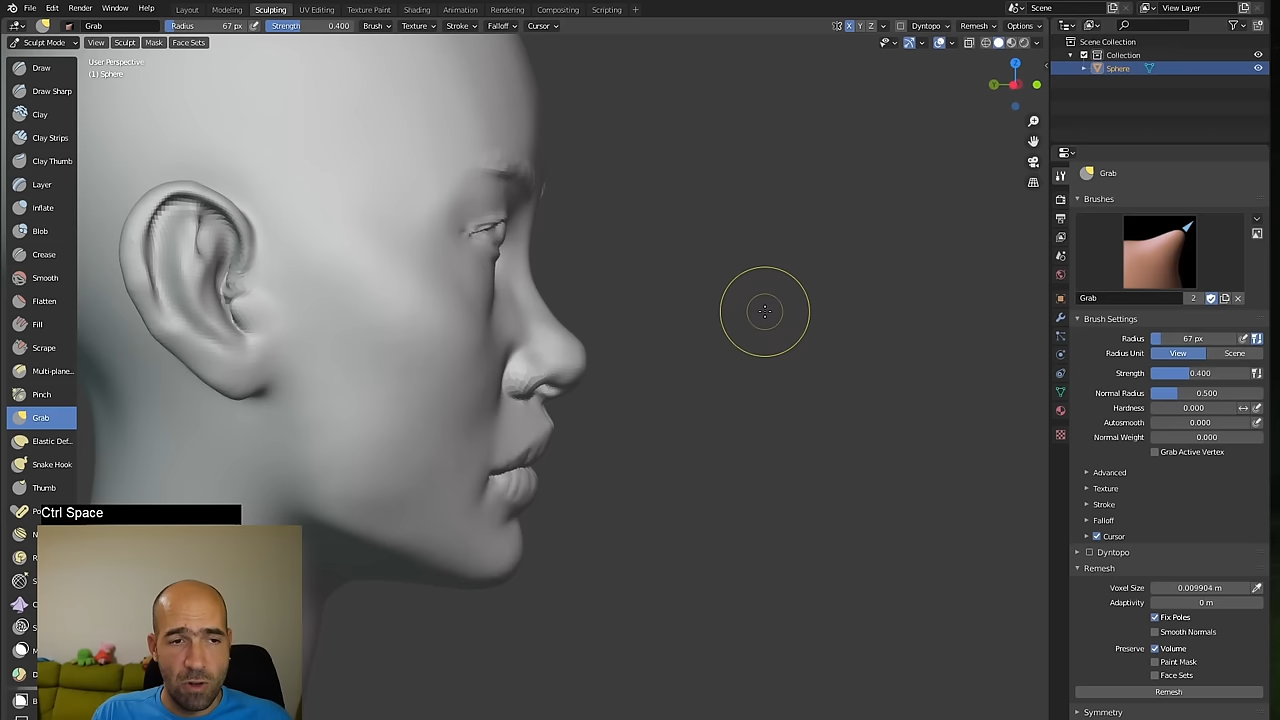 File Edit Render Window Help Layout Modeling Sculpting UV Editing Texture Paint Shading Animation Rendering Compositing Scripting + Scene View Layer
Grab Radius 67 px Strength 0.400 Brush Texture Stroke Falloff Cursor X Y Z Dyntopo Remesh Options
Sculpt Mode View Sculpt Mask Face Sets
User Perspective
(1) Sphere
Scene Collection
Collection
Sphere
Z
Y
Draw
Draw Sharp
Clay
Clay Strips
Clay Thumb
Layer
Inflate
Blob
Crease
Smooth
Flatten
Fill
Scrape
Multi-plane...
Pinch
Grab
Elastic Def...
Snake Hook
Thumb
Ctrl Space
Grab
Brushes
Grab 2
Brush Settings
Radius 67 px
Radius Unit View Scene
Strength 0.400
Normal Radius 0.500
Hardness 0.000
Autosmooth 0.000
Normal Weight 0.000
Grab Active Vertex
Advanced
Texture
Stroke
Falloff
Cursor
Dyntopo
Remesh
Voxel Size 0.009904 m
Adaptivity 0 m
Fix Poles
Smooth Normals
Preserve Volume
Paint Mask
Face Sets
Remesh
Symmetry